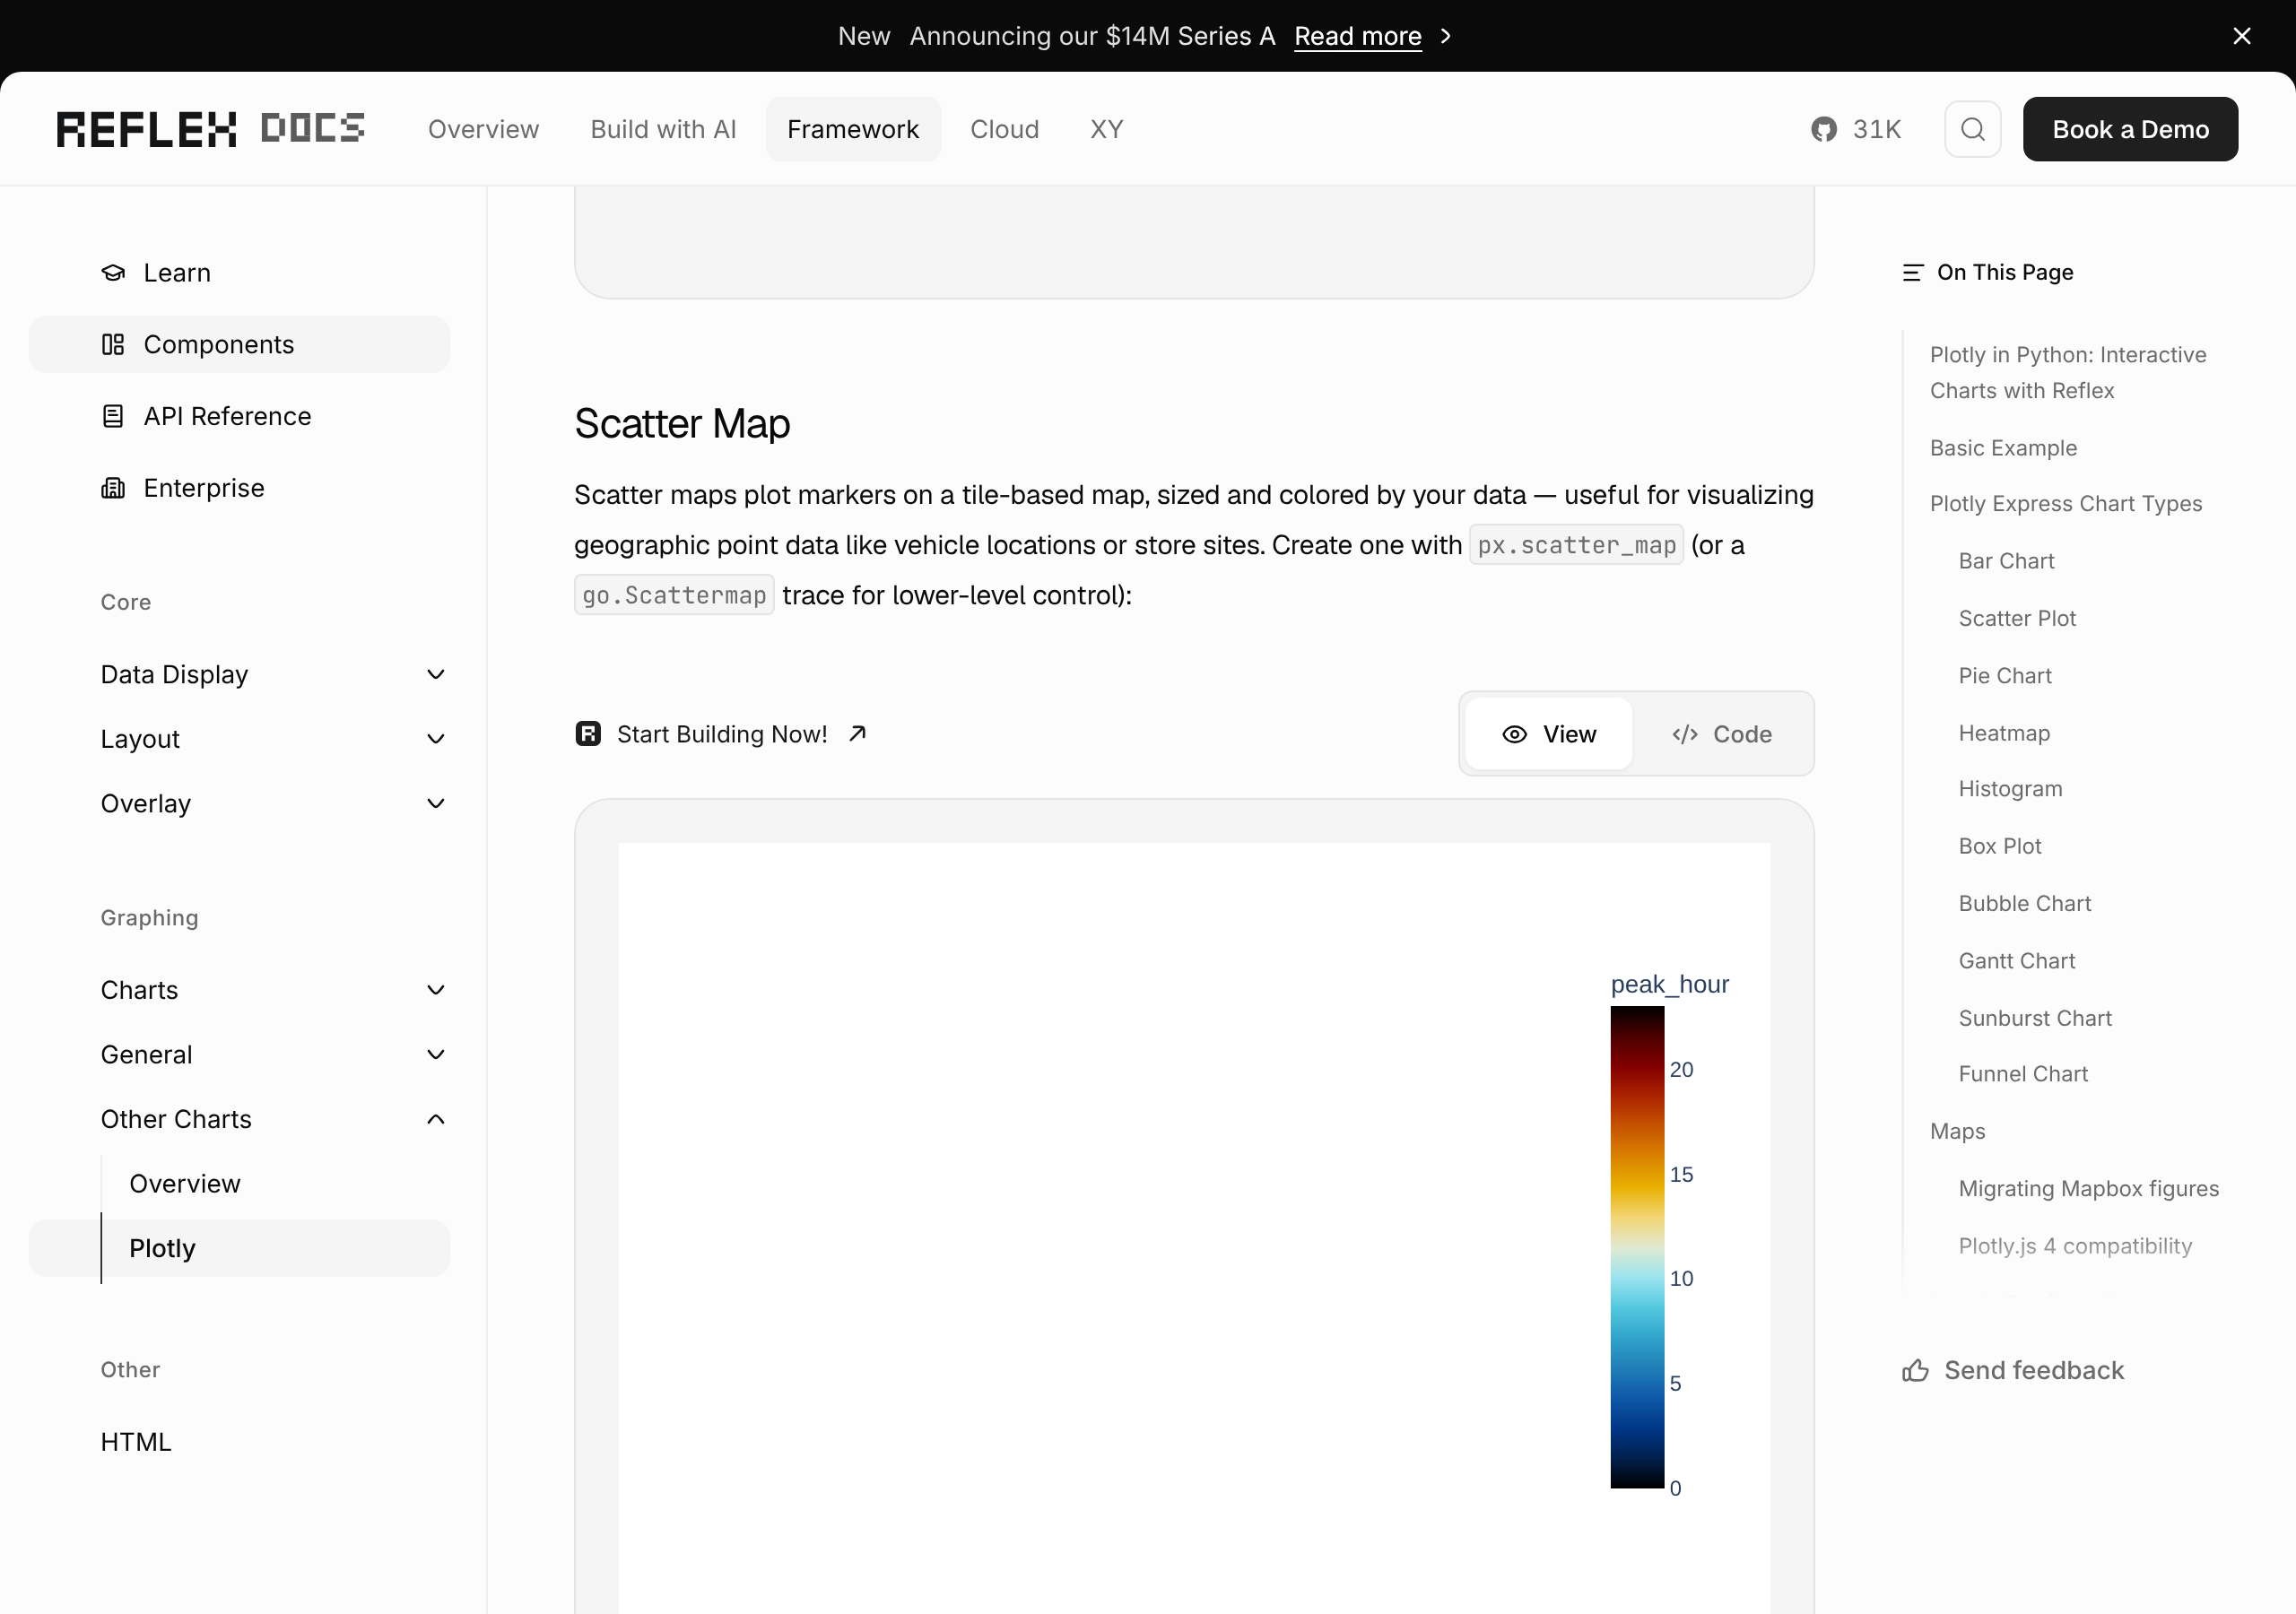 New Announcing our $14M Series A Read more
REFLEX DOCS
Overview
Build with AI
Framework
Cloud
XY
31K
Book a Demo
Learn
Components
API Reference
Enterprise
Core
Data Display
Layout
Overlay
Graphing
Charts
General
Other Charts
Overview
Plotly
Other
HTML
Scatter Map
Scatter maps plot markers on a tile-based map, sized and colored by your data — useful for visualizing
geographic point data like vehicle locations or store sites. Create one with px.scatter_map (or a
go.Scattermap trace for lower-level control):
Start Building Now!
View
Code
peak_hour
20
15
10
5
0
On This Page
Plotly in Python: Interactive
Charts with Reflex
Basic Example
Plotly Express Chart Types
Bar Chart
Scatter Plot
Pie Chart
Heatmap
Histogram
Box Plot
Bubble Chart
Gantt Chart
Sunburst Chart
Funnel Chart
Maps
Migrating Mapbox figures
Plotly.js 4 compatibility
Send feedback